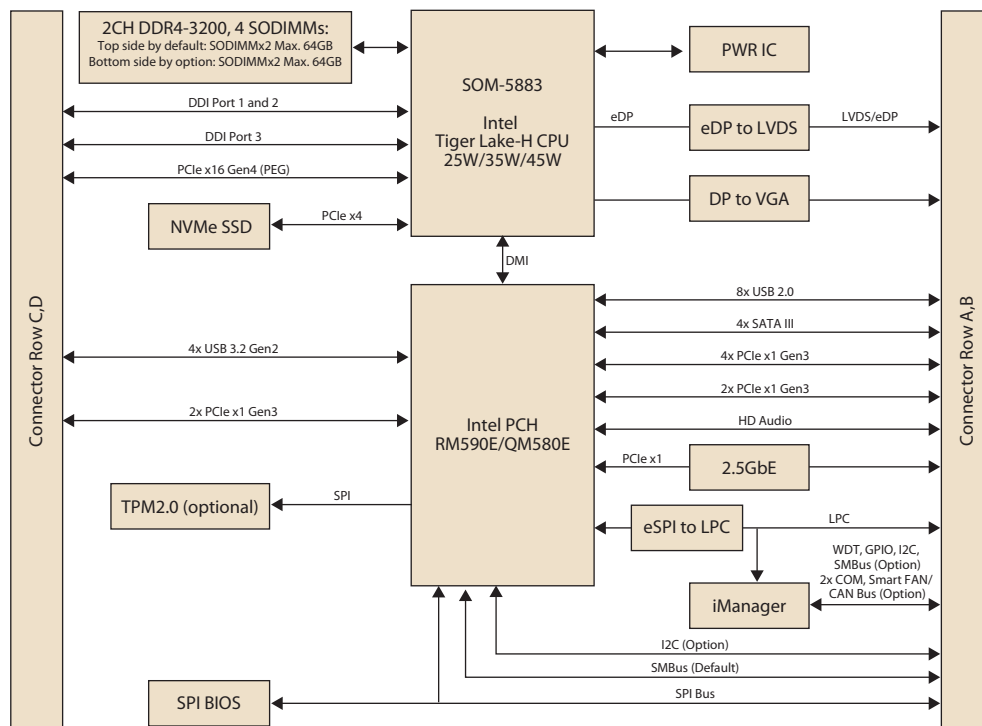 2CH DDR4-3200, 4 SODIMMs:
Top side by default: SODIMMx2 Max. 64GB
Bottom side by option: SODIMMx2 Max. 64GB
SOM-5883
Intel
Tiger Lake-H CPU
25W/35W/45W
PWR IC
DDI Port 1 and 2
DDI Port 3
PCIe x16 Gen4 (PEG)
eDP
eDP to LVDS
LVDS/eDP
DP to VGA
NVMe SSD
PCIe x4
DMI
Connector Row C,D
Connector Row A,B
4x USB 3.2 Gen2
2x PCIe x1 Gen3
Intel PCH
RM590E/QM580E
8x USB 2.0
4x SATA III
4x PCIe x1 Gen3
2x PCIe x1 Gen3
HD Audio
PCIe x1
2.5GbE
TPM2.0 (optional)
SPI
eSPI to LPC
LPC
WDT, GPIO, I2C,
SMBus (Option)
2x COM, Smart FAN/
CAN Bus (Option)
iManager
I2C (Option)
SMBus (Default)
SPI BIOS
SPI Bus